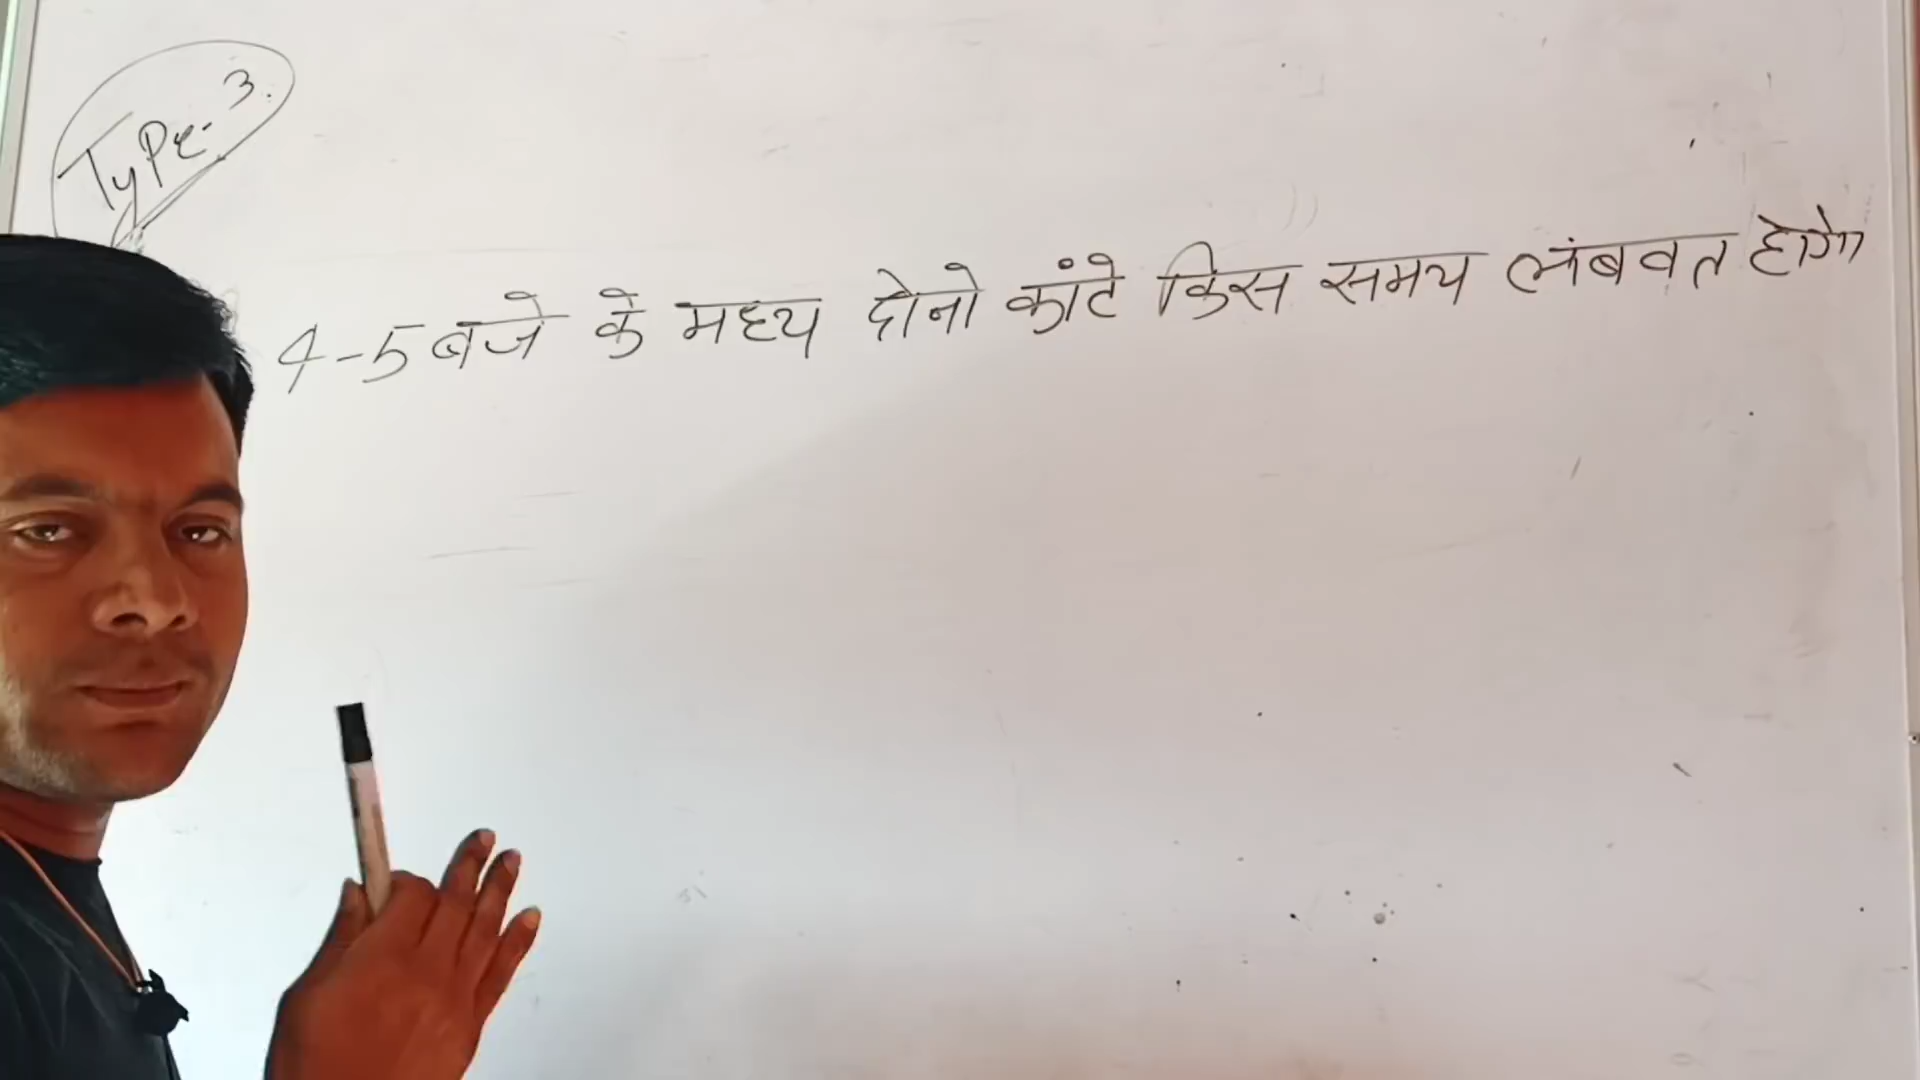 Type-3.
4-5 बजे के मध्य दोनो कांटे किस समय लंबवत होगे